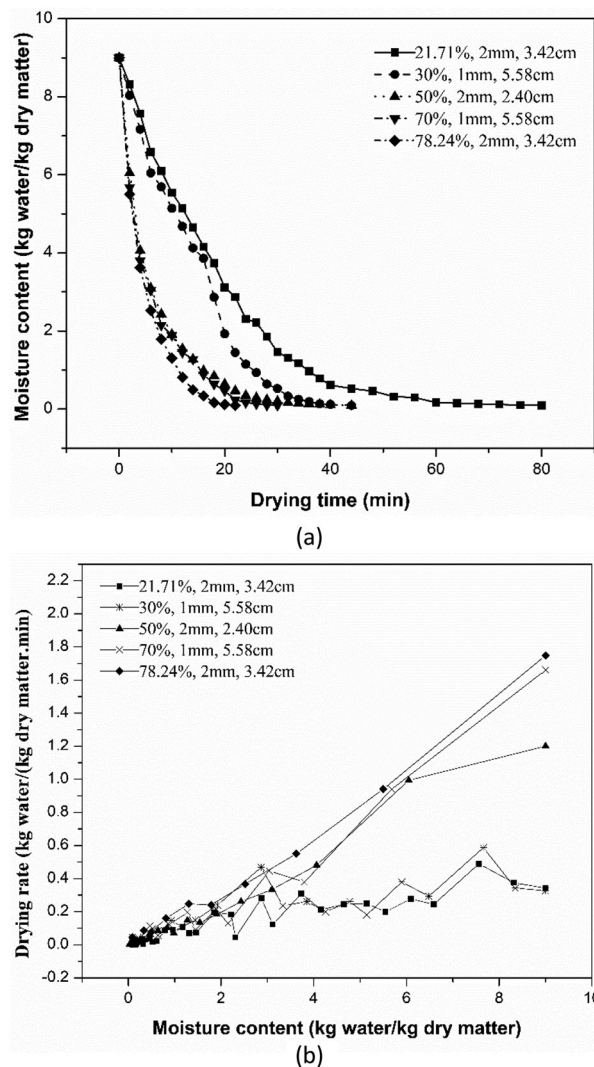 10
8
6
4
2
0
Moisture content (kg water/kg dry matter)
21.71%, 2mm, 3.42cm
30%, 1mm, 5.58cm
50%, 2mm, 2.40cm
70%, 1mm, 5.58cm
78.24%, 2mm, 3.42cm
0 20 40 60 80
Drying time (min)
(a)
2.2
2.0
1.8
1.6
1.4
1.2
1.0
0.8
0.6
0.4
0.2
0.0
-0.2
Drying rate (kg water/(kg dry matter.min)
21.71%, 2mm, 3.42cm
30%, 1mm, 5.58cm
50%, 2mm, 2.40cm
70%, 1mm, 5.58cm
78.24%, 2mm, 3.42cm
0 2 4 6 8 10
Moisture content (kg water/kg dry matter)
(b)